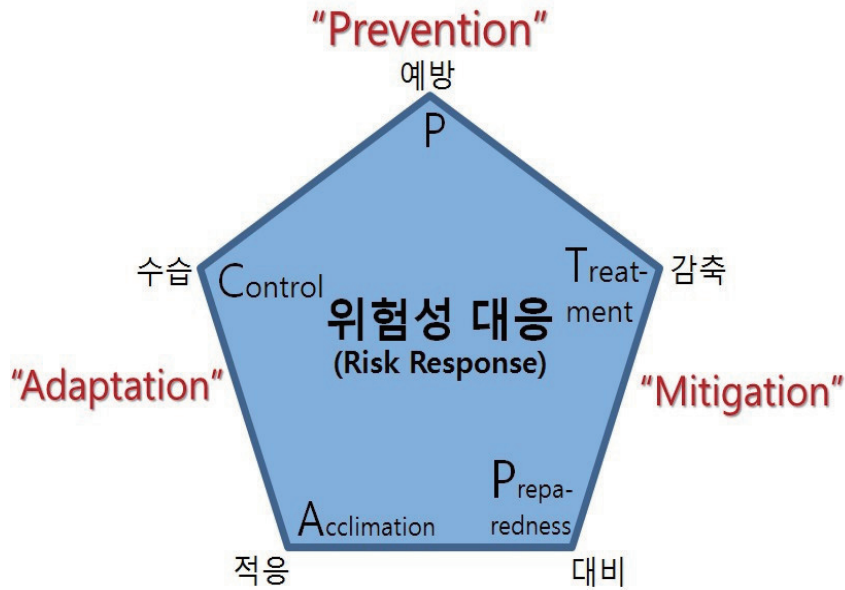 “Prevention”
예방
P
수습
Control
Treat-
ment
감축
위험성 대응
(Risk Response)
“Adaptation”
“Mitigation”
Acclimation
Prepa-
redness
적응
대비